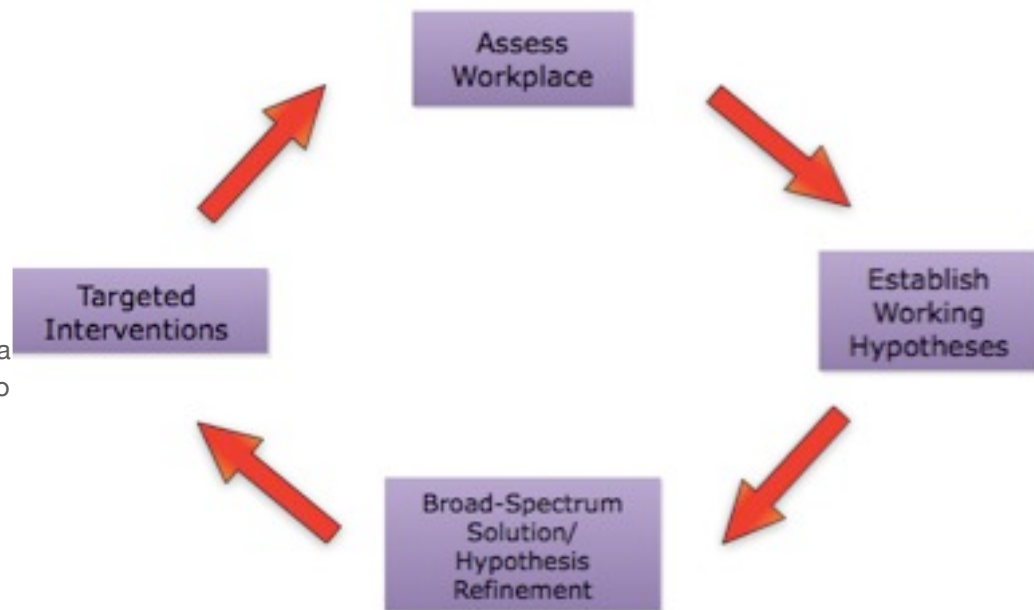 Assess
Workplace
Establish
Working
Hypotheses
Broad-Spectrum
Solution/
Hypothesis
Refinement
Targeted
Interventions
a
o